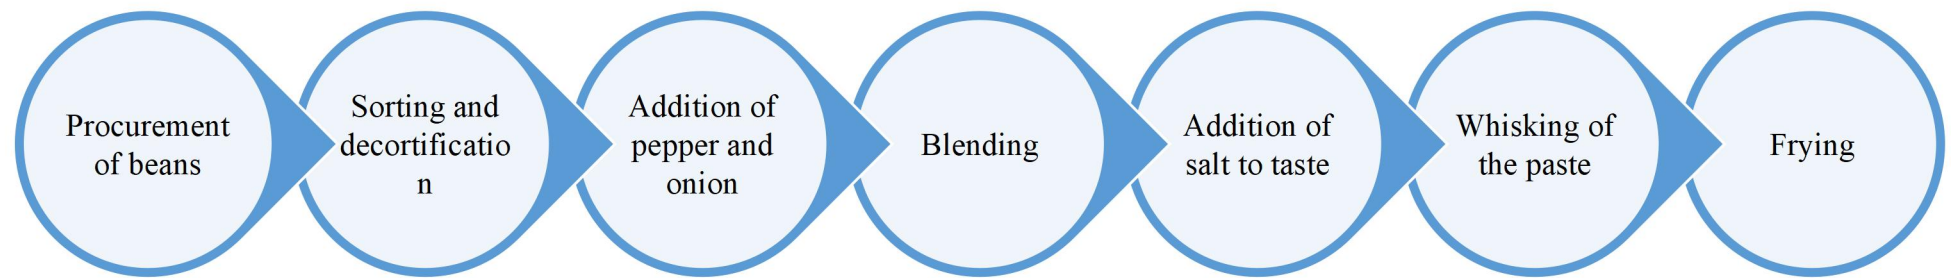 Procurement
of beans
Sorting and
decortificatio
n
Addition of
pepper and
onion
Blending
Addition of
salt to taste
Whisking of
the paste
Frying